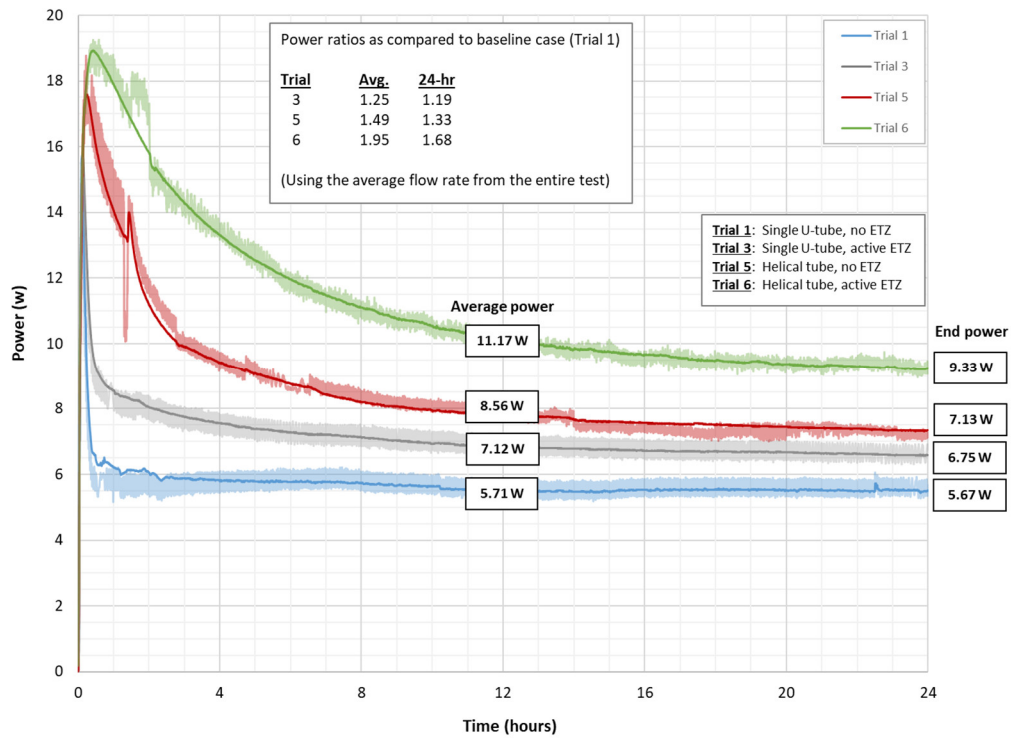 20
18
16
14
12
10
8
6
4
2
0
Power (w)
0 4 8 12 16 20 24
Time (hours)
Power ratios as compared to baseline case (Trial 1)
Trial Avg. 24-hr
3 1.25 1.19
5 1.49 1.33
6 1.95 1.68
(Using the average flow rate from the entire test)
Trial 1
Trial 3
Trial 5
Trial 6
Trial 1: Single U-tube, no ETZ
Trial 3: Single U-tube, active ETZ
Trial 5: Helical tube, no ETZ
Trial 6: Helical tube, active ETZ
Average power
11.17 W
8.56 W
7.12 W
5.71 W
End power
9.33 W
7.13 W
6.75 W
5.67 W